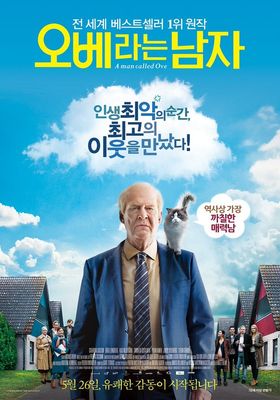 전 세계 베스트셀러 1위 원작
오베라는 남자
A man called Ove
인생 최악의 순간,
최고의
이웃을 만났다!
역사상 가장
까칠한
매력남
5월 26일, 유쾌한 감동이 시작됩니다